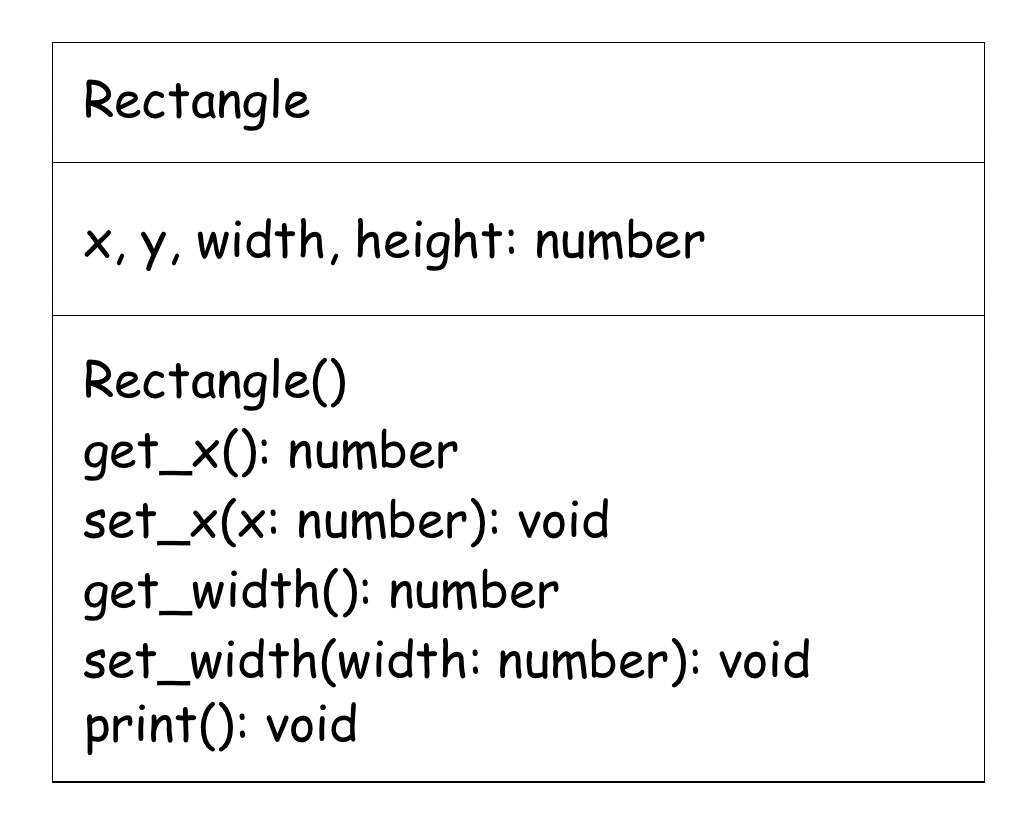 Rectangle
x, y, width, height: number
Rectangle()
get_x(): number
set_x(x: number): void
get_width(): number
set_width(width: number): void
print(): void